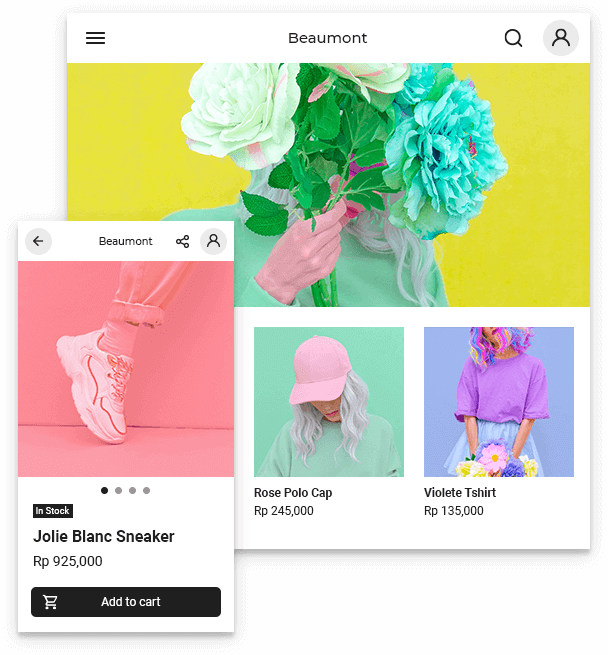 Beaumont
Beaumont
Rose Polo Cap
Rp 245,000
Violete Tshirt
Rp 135,000
In Stock
Jolie Blanc Sneaker
Rp 925,000
Add to cart